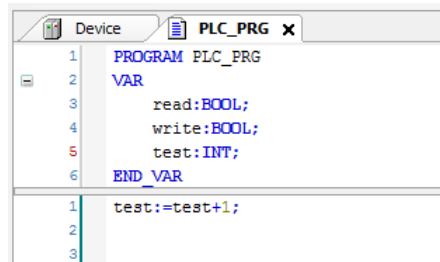 Device PLC_PRG x
1 PROGRAM PLC_PRG
2 VAR
3 read:BOOL;
4 write:BOOL;
5 test:INT;
6 END_VAR
1 test:=test+1;
2
3